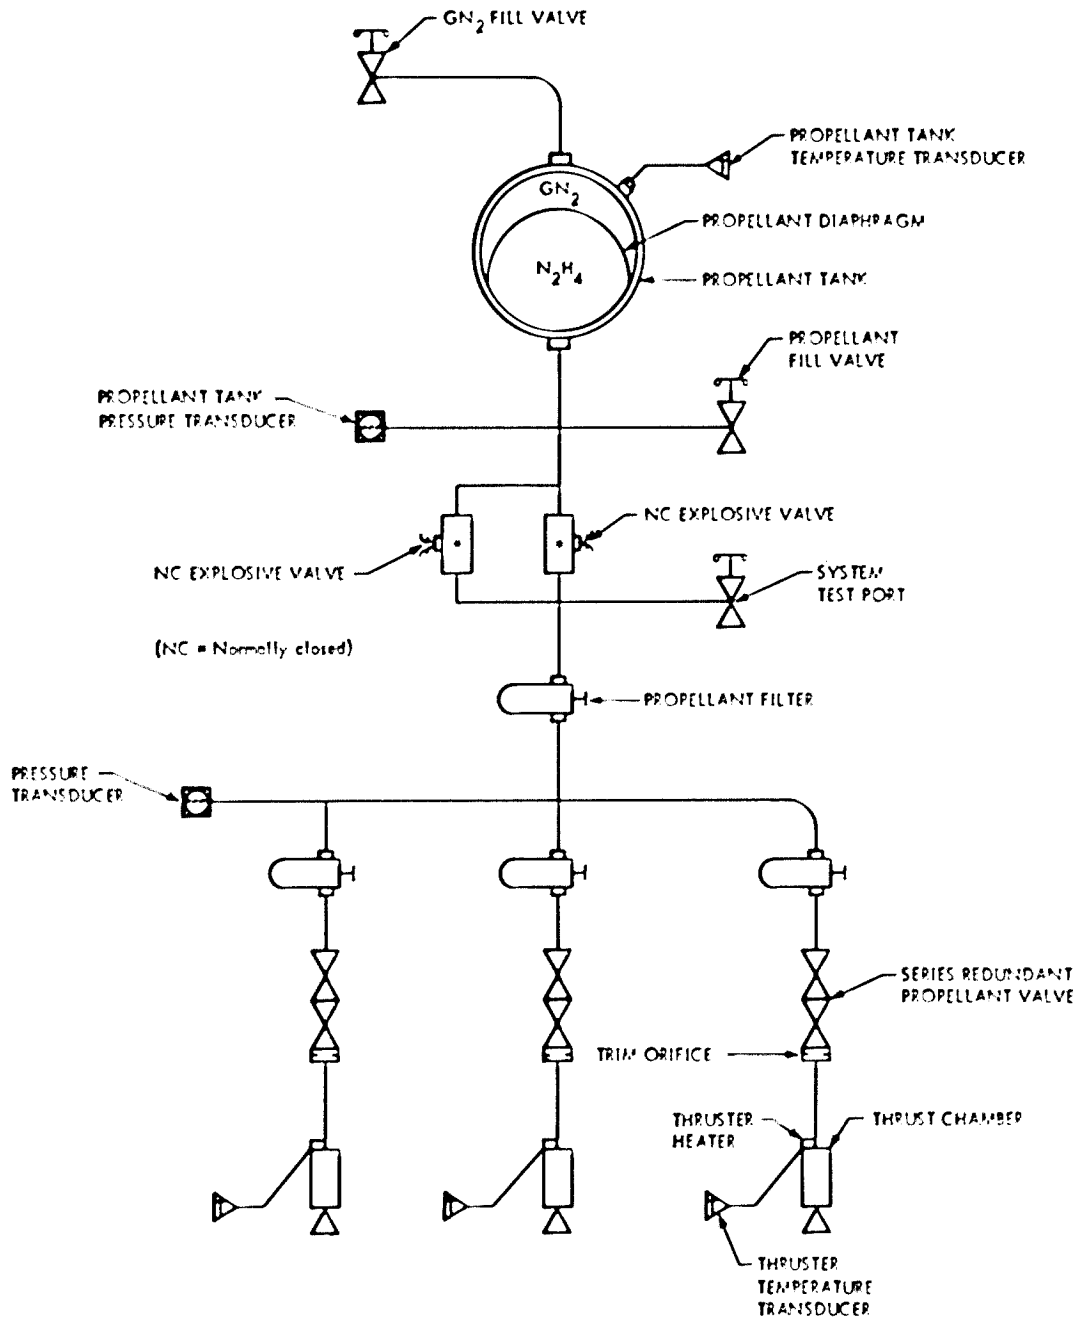 GN2 FILL VALVE
PROPELLANT TANK
TEMPERATURE TRANSDUCER
GN2
PROPELLANT DIAPHRAGM
N2H4
PROPELLANT TANK
PROPELLANT
FILL VALVE
PROPELLANT TANK
PRESSURE TRANSDUCER
NC EXPLOSIVE VALVE
NC EXPLOSIVE VALVE
SYSTEM
TEST PORT
(NC = Normally closed)
PROPELLANT FILTER
PRESSURE
TRANSDUCER
SERIES REDUNDANT
PROPELLANT VALVE
TRIM ORIFICE
THRUSTER
HEATER
THRUST CHAMBER
THRUSTER
TEMPERATURE
TRANSDUCER